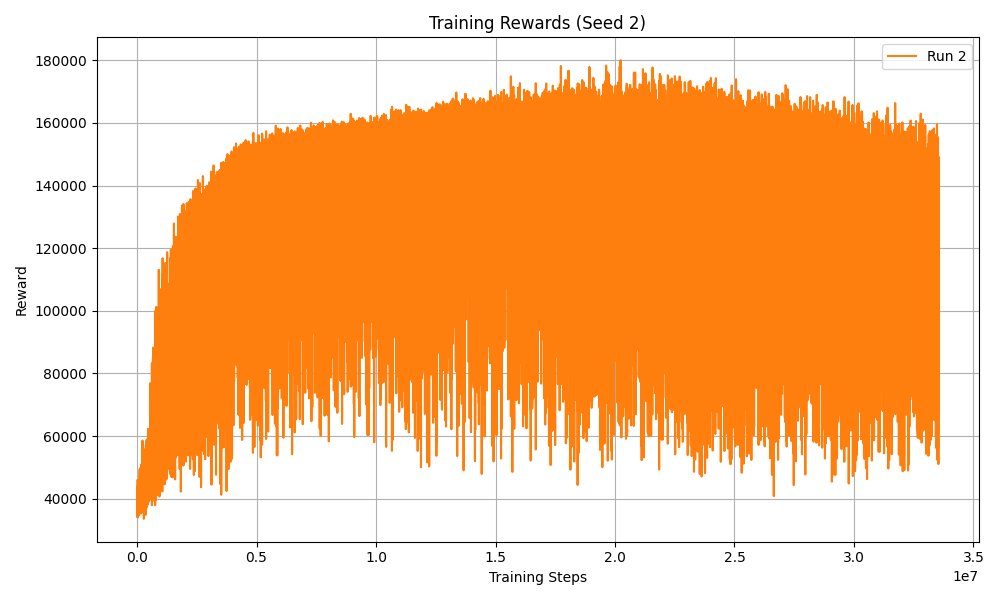 Training Rewards (Seed 2)
Run 2
180000
160000
140000
120000
100000
80000
60000
40000
Reward
0.0 0.5 1.0 1.5 2.0 2.5 3.0 3.5
1e7
Training Steps